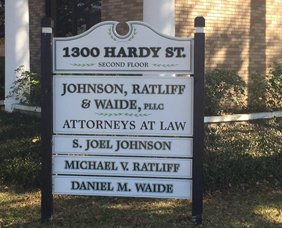 1300 HARDY ST.
SECOND FLOOR
JOHNSON, RATLIFF
& WAIDE, PLLC
ATTORNEYS AT LAW
S. JOEL JOHNSON
MICHAEL V. RATLIFF
DANIEL M. WAIDE